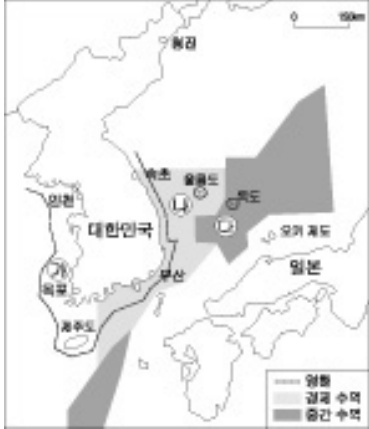 0 150km
청진
속초
울릉도
독도
인천
나
대한민국
다
오키 제도
가
목포
부산
일본
제주도
영해
경제 수역
중간 수역